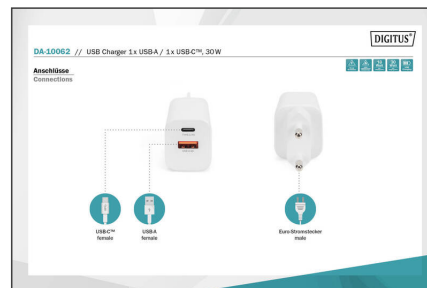 DIGITUS®
DA-10062 // USB Charger 1 x USB-A / 1 x USB-C™, 30 W
Anschlüsse
Connections
USB-C™
female
USB-A
female
Euro-Stromstecker
male